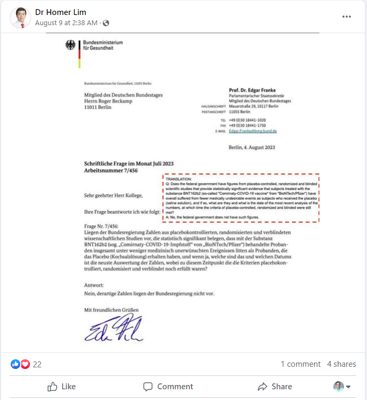 Dr Homer Lim
August 9 at 2:38 AM
Bundesministerium
für Gesundheit
Bundesministerium für Gesundheit, 11055 Berlin
Mitglied des Deutschen Bundestages
Herrn Roger Beckamp
11011 Berlin
Prof. Dr. Edgar Franke
Parlamentarischer Staatssekretär
Mitglied des Deutschen Bundestages
HAUSANSCHRIFT Mauerstraße 29, 10117 Berlin
POSTANSCHRIFT 11055 Berlin
TEL
FAX
E-MAIL Edgar.Franke@bmg.bund.de
Berlin, 4. August 2023
Schriftliche Frage im Monat Juli 2023
Arbeitsnummer 7/456
TRANSLATION:
Q: Does the federal government have figures from placebo-controlled, randomized and blinded
scientific studies that provide statistically significant evidence that subjects treated with the
substance BNT162b2 (so-called "Comirnaty-COVID-19 vaccine" from "BioNTech/Pfizer") have
overall suffered from fewer medically undesirable events as subjects who received the placebo
(saline solution), and if so, what are they and what is the date of the most recent analysis of the
numbers, at which time the criteria of placebo-controlled, randomized and blinded were still
met?
A: No, the federal government does not have such figures.
Sehr geehrter Herr Kollege,
Ihre Frage beantworte ich wie folgt:
Frage Nr. 7/456:
Liegen der Bundesregierung Zahlen aus placebokontrollierten, randomisierten und verblindeten
wissenschaftlichen Studien vor, die statistisch signifikant belegen, dass mit der Substanz
BNT162b2 (sog. „Comirnaty-COVID-19-Impfstoff“ von „BioNTech/Pfizer“) behandelte Proban-
den insgesamt unter weniger medizinisch unerwünschten Ereignissen litten als Probanden, die
das Placebo (Kochsalzlösung) erhalten haben, und wenn ja, welche sind das und welchen Datums
ist die neuste Auswertung der Zahlen, wobei zu diesem Zeitpunkt die Kriterien placebokon-
trolliert, randomisiert und verblindet noch erfüllt waren?
Antwort:
Nein, derartige Zahlen liegen der Bundesregierung nicht vor.
Mit freundlichen Grüßen
22
1 comment 4 shares
Like
Comment
Share